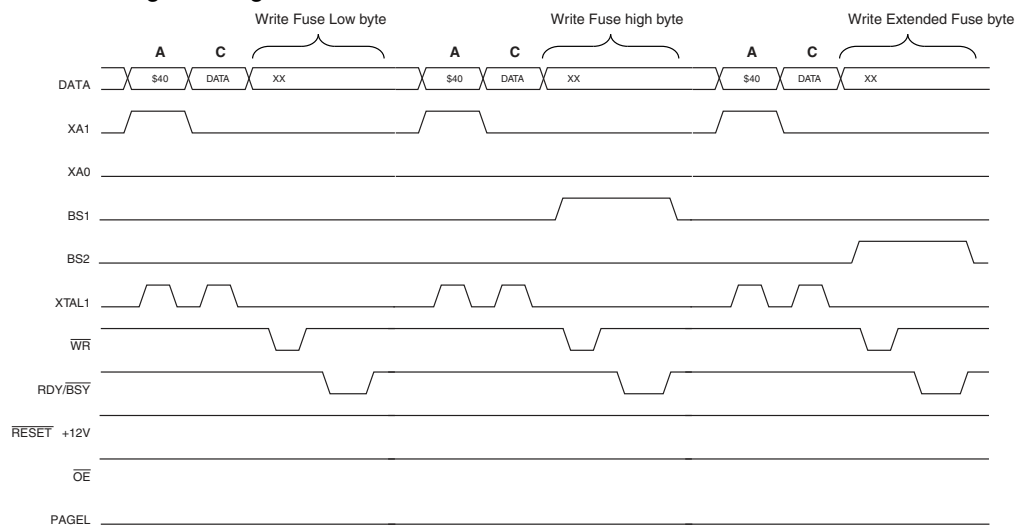 Write Fuse Low byte Write Fuse high byte Write Extended Fuse byte
A C A C A C
DATA $40 DATA XX $40 DATA XX $40 DATA XX
XA1
XA0
BS1
BS2
XTAL1
WR
RDY/BSY
RESET +12V
OE
PAGEL